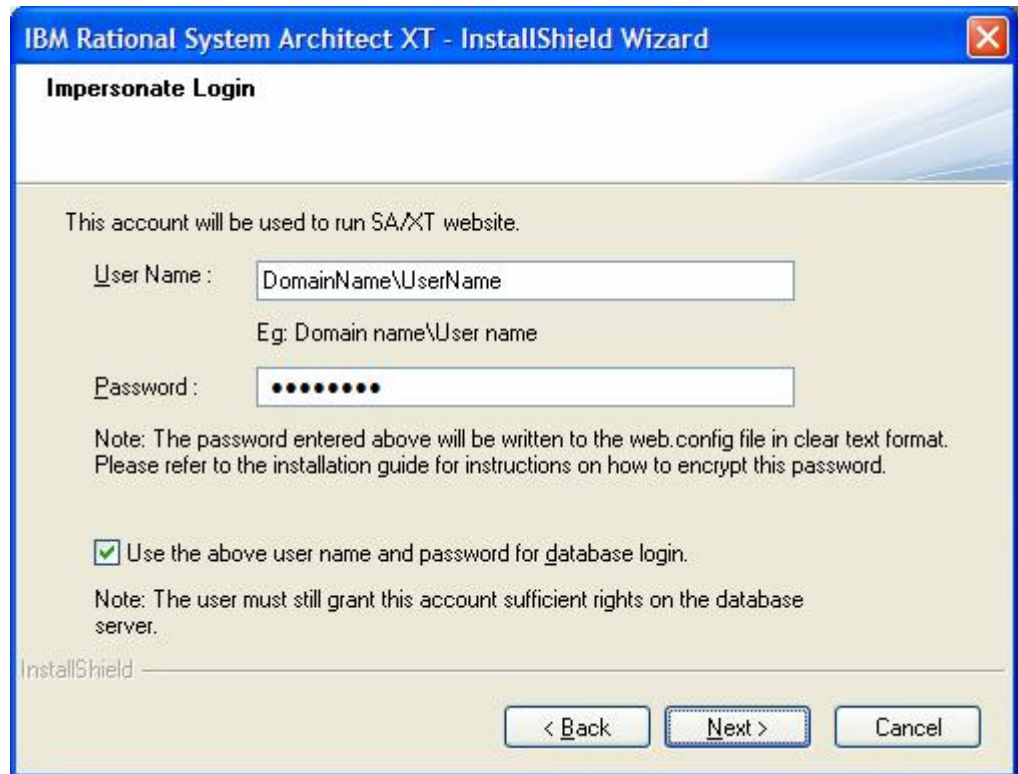 IBM Rational System Architect XT - InstallShield Wizard
Impersonate Login
This account will be used to run SA/XT website.
User Name :
DomainName\UserName
Eg: Domain name\User name
Password :
••••••••
Note: The password entered above will be written to the web.config file in clear text format.
Please refer to the installation guide for instructions on how to encrypt this password.
Use the above user name and password for database login.
Note: The user must still grant this account sufficient rights on the database
server.
InstallShield
< Back
Next >
Cancel